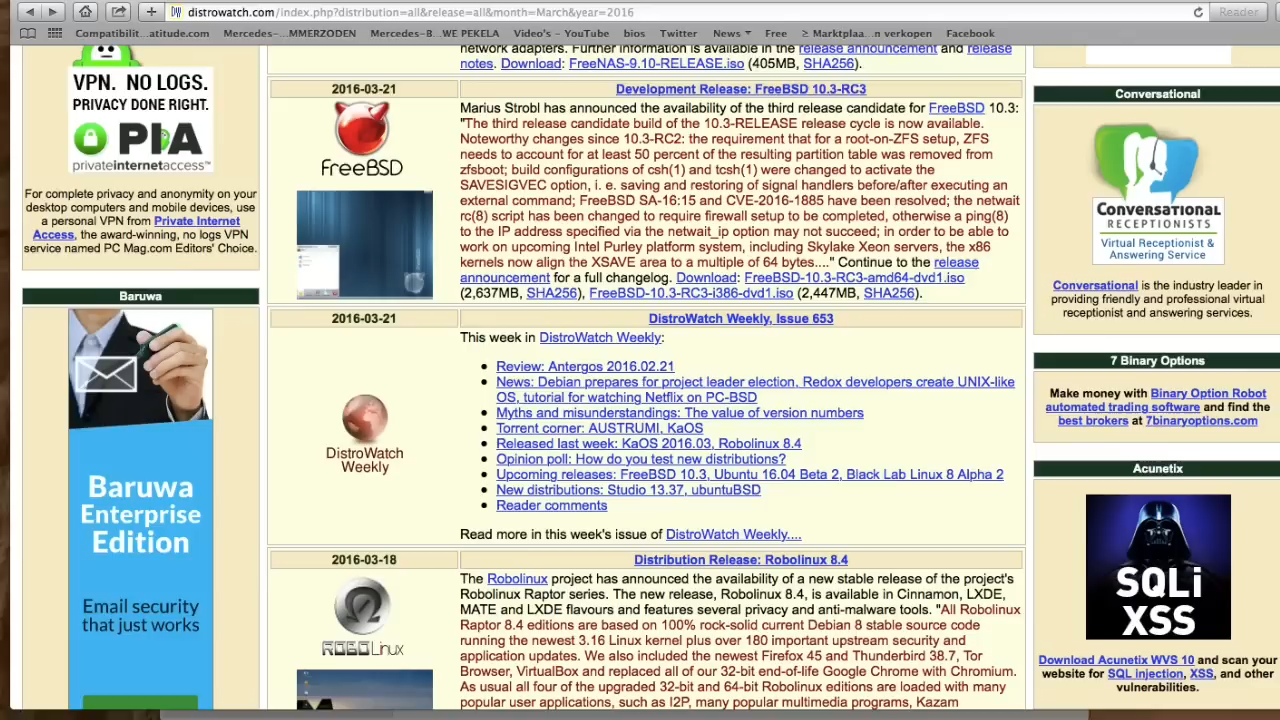 distrowatch.com/index.php?distribution=all&release=all&month=March&year=2016
Reader
Compatibilit...atitude.com
Mercedes-...MMERZODEN
Mercedes-B...WE PEKELA
Video's - YouTube
bios
Twitter
News
Free
≥ Marktplaa...n verkopen
Facebook
VPN. NO LOGS.
PRIVACY DONE RIGHT.
PIA
privateinternetaccess™
For complete privacy and anonymity on your
desktop computers and mobile devices, use
a personal VPN from Private Internet
Access, the award-winning, no logs VPN
service named PC Mag.com Editors' Choice.
Baruwa
Baruwa
Enterprise
Edition
Email security
that just works
network adapters. Further information is available in the release announcement and release
notes. Download: FreeNAS-9.10-RELEASE.iso (405MB, SHA256).
2016-03-21
Development Release: FreeBSD 10.3-RC3
FreeBSD
Marius Strobl has announced the availability of the third release candidate for FreeBSD 10.3:
"The third release candidate build of the 10.3-RELEASE release cycle is now available.
Noteworthy changes since 10.3-RC2: the requirement that for a root-on-ZFS setup, ZFS
needs to account for at least 50 percent of the resulting partition table was removed from
zfsboot; build configurations of csh(1) and tcsh(1) were changed to activate the
SAVESIGVEC option, i. e. saving and restoring of signal handlers before/after executing an
external command; FreeBSD SA-16:15 and CVE-2016-1885 have been resolved; the netwait
rc(8) script has been changed to require firewall setup to be completed, otherwise a ping(8)
to the IP address specified via the netwait_ip option may not succeed; in order to be able to
work on upcoming Intel Purley platform system, including Skylake Xeon servers, the x86
kernels now align the XSAVE area to a multiple of 64 bytes...." Continue to the release
announcement for a full changelog. Download: FreeBSD-10.3-RC3-amd64-dvd1.iso
(2,637MB, SHA256), FreeBSD-10.3-RC3-i386-dvd1.iso (2,447MB, SHA256).
2016-03-21
DistroWatch Weekly, Issue 653
DistroWatch
Weekly
This week in DistroWatch Weekly:
Review: Antergos 2016.02.21
News: Debian prepares for project leader election, Redox developers create UNIX-like
OS, tutorial for watching Netflix on PC-BSD
Myths and misunderstandings: The value of version numbers
Torrent corner: AUSTRUMI, KaOS
Released last week: KaOS 2016.03, Robolinux 8.4
Opinion poll: How do you test new distributions?
Upcoming releases: FreeBSD 10.3, Ubuntu 16.04 Beta 2, Black Lab Linux 8 Alpha 2
New distributions: Studio 13.37, ubuntuBSD
Reader comments
Read more in this week's issue of DistroWatch Weekly....
2016-03-18
Distribution Release: Robolinux 8.4
ROBOLinux
The Robolinux project has announced the availability of a new stable release of the project's
Robolinux Raptor series. The new release, Robolinux 8.4, is available in Cinnamon, LXDE,
MATE and LXDE flavours and features several privacy and anti-malware tools. "All Robolinux
Raptor 8.4 editions are based on 100% rock-solid current Debian 8 stable source code
running the newest 3.16 Linux kernel plus over 180 important upstream security and
application updates. We also included the newest Firefox 45 and Thunderbird 38.7, Tor
Browser, VirtualBox and replaced all of our 32-bit end-of-life Google Chrome with Chromium.
As usual all four of the upgraded 32-bit and 64-bit Robolinux editions are loaded with many
popular user applications, such as I2P, many popular multimedia programs, Kazam
Conversational
CONVERSATIONAL
RECEPTIONISTS
Virtual Receptionist &
Answering Service
Conversational is the industry leader in
providing friendly and professional virtual
receptionist and answering services.
7 Binary Options
Make money with Binary Option Robot
automated trading software and find the
best brokers at 7binaryoptions.com
Acunetix
SQLi
XSS
Download Acunetix WVS 10 and scan your
website for SQL injection, XSS, and other
vulnerabilities.